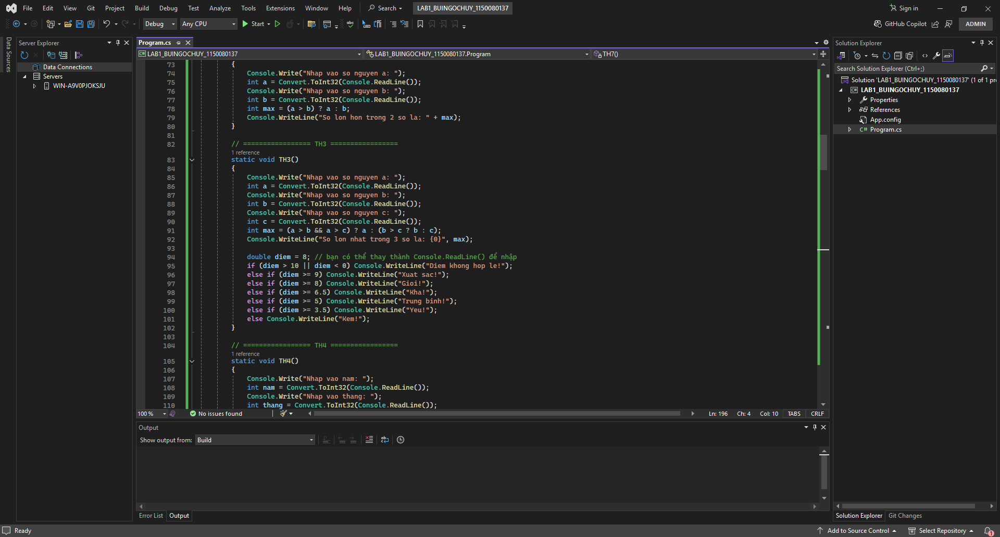 File Edit View Git Project Build Debug Test Analyze Tools Extensions Window Help Search LAB1_BUINGOCHUY_1150080137 Sign in
Debug Any CPU Start GitHub Copilot ADMIN
Data Sources
Server Explorer
Data Connections
Servers
WIN-A9V0PJOKSJU
Program.cs
LAB1_BUINGOCHUY_1150080137 LAB1_BUINGOCHUY_1150080137.Program TH7()
73 {
74 Console.Write("Nhap vao so nguyen a: ");
75 int a = Convert.ToInt32(Console.ReadLine());
76 Console.Write("Nhap vao so nguyen b: ");
77 int b = Convert.ToInt32(Console.ReadLine());
78 int max = (a > b) ? a : b;
79 Console.WriteLine("So lon hon trong 2 so la: " + max);
80 }
81
82 // ================= TH3 =================
1 reference
83 static void TH3()
84 {
85 Console.Write("Nhap vao so nguyen a: ");
86 int a = Convert.ToInt32(Console.ReadLine());
87 Console.Write("Nhap vao so nguyen b: ");
88 int b = Convert.ToInt32(Console.ReadLine());
89 Console.Write("Nhap vao so nguyen c: ");
90 int c = Convert.ToInt32(Console.ReadLine());
91 int max = (a > b && a > c) ? a : (b > c ? b : c);
92 Console.WriteLine("So lon nhat trong 3 so la: {0}", max);
93
94 double diem = 8; // bạn có thể thay thành Console.ReadLine() để nhập
95 if (diem > 10 || diem < 0) Console.WriteLine("Diem khong hop le!");
96 else if (diem >= 9) Console.WriteLine("Xuat sac!");
97 else if (diem >= 8) Console.WriteLine("Gioi!");
98 else if (diem >= 6.5) Console.WriteLine("Kha!");
99 else if (diem >= 5) Console.WriteLine("Trung binh!");
100 else if (diem >= 3.5) Console.WriteLine("Yeu!");
101 else Console.WriteLine("Kem!");
102 }
103
104 // ================= TH4 =================
1 reference
105 static void TH4()
106 {
107 Console.Write("Nhap vao nam: ");
108 int nam = Convert.ToInt32(Console.ReadLine());
109 Console.Write("Nhap vao thang: ");
110 int thang = Convert.ToInt32(Console.ReadLine());
100 % No issues found Ln: 196 Ch: 4 Col: 10 TABS CRLF
Output
Show output from: Build
Error List Output
Solution Explorer
Search Solution Explorer (Ctrl+;)
Solution 'LAB1_BUINGOCHUY_1150080137' (1 of 1 pr
LAB1_BUINGOCHUY_1150080137
Properties
References
App.config
C# Program.cs
Solution Explorer Git Changes
Ready Add to Source Control Select Repository 1